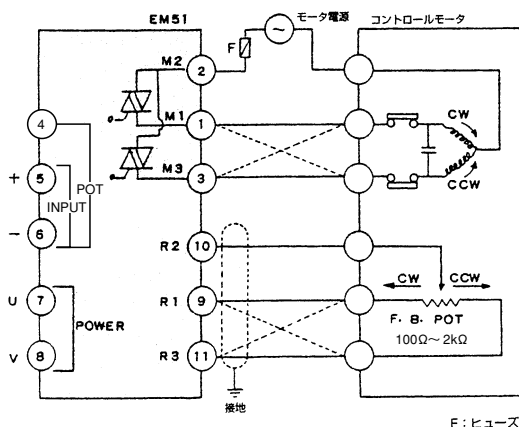 EM51
モータ電源
コントロールモータ
F
M2
2
4
M1
1
CW
+
5
POT
INPUT
M3
3
CCW
−
6
R2
10
U
7
POWER
R1
9
CW
CCW
F. B. POT
100Ω～2kΩ
V
8
R3
11
接地
F：ヒューズ